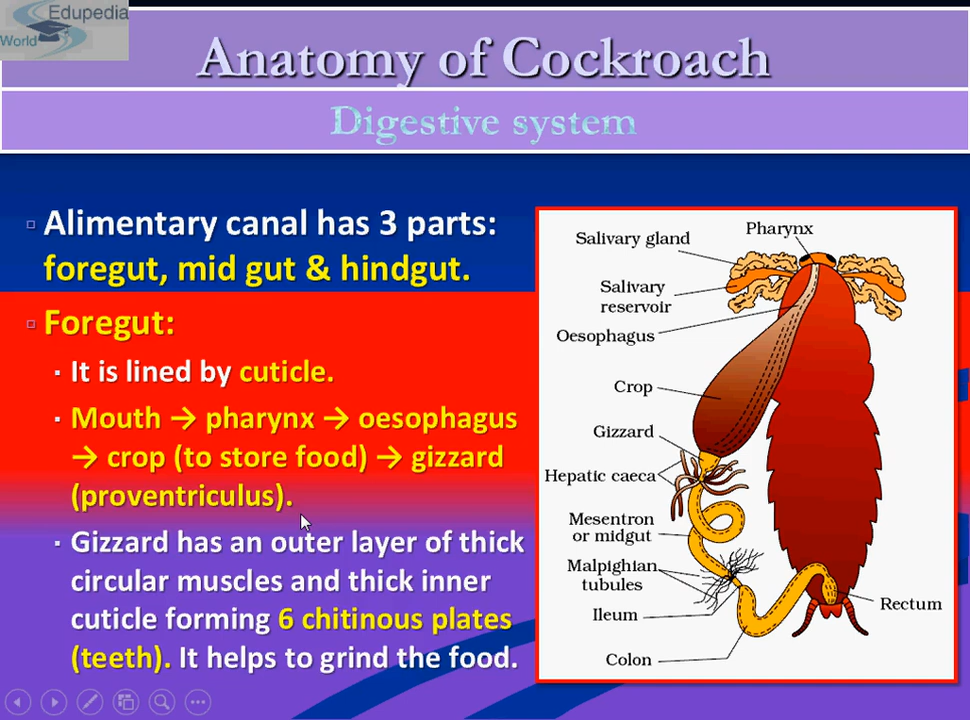 Edupedia
World
Anatomy of Cockroach
Digestive system
Alimentary canal has 3 parts:
foregut, mid gut & hindgut.
Foregut:
It is lined by cuticle.
Mouth → pharynx → oesophagus
→ crop (to store food) → gizzard
(proventriculus).
Gizzard has an outer layer of thick
circular muscles and thick inner
cuticle forming 6 chitinous plates
(teeth). It helps to grind the food.
Pharynx
Salivary gland
Salivary
reservoir
Oesophagus
Crop
Gizzard
Hepatic caeca
Mesentron
or midgut
Malpighian
tubules
Ileum
Rectum
Colon